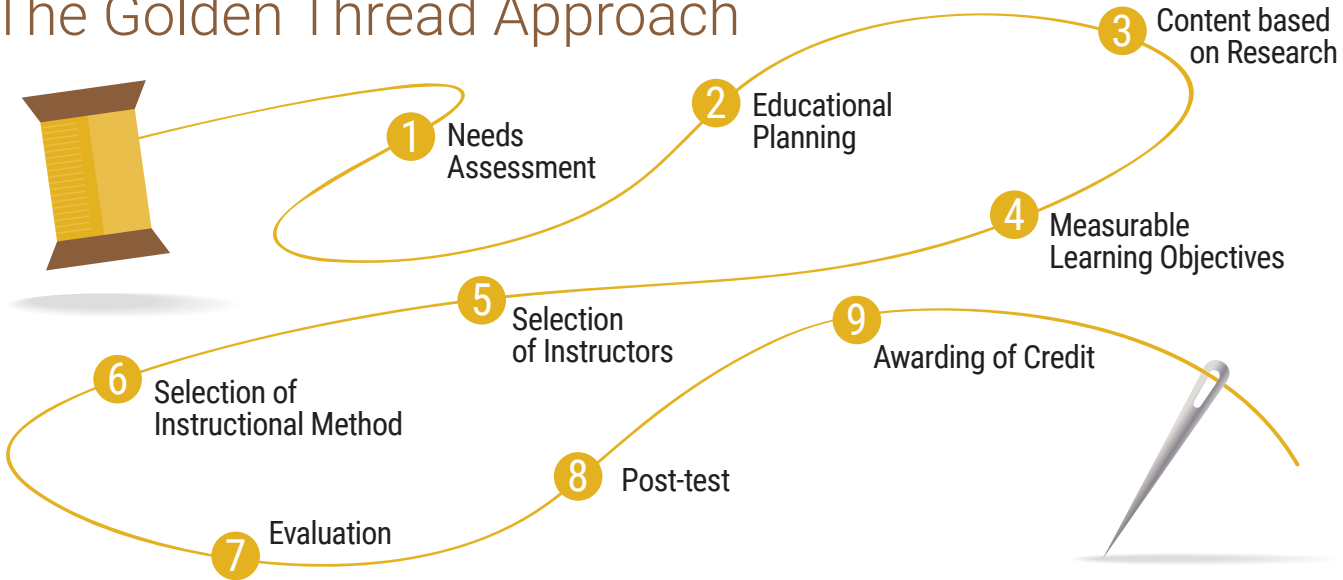 The Golden Thread Approach
1 Needs
Assessment
2 Educational
Planning
3 Content based
on Research
4 Measurable
Learning Objectives
5 Selection
of Instructors
6 Selection of
Instructional Method
7 Evaluation
8 Post-test
9 Awarding of Credit